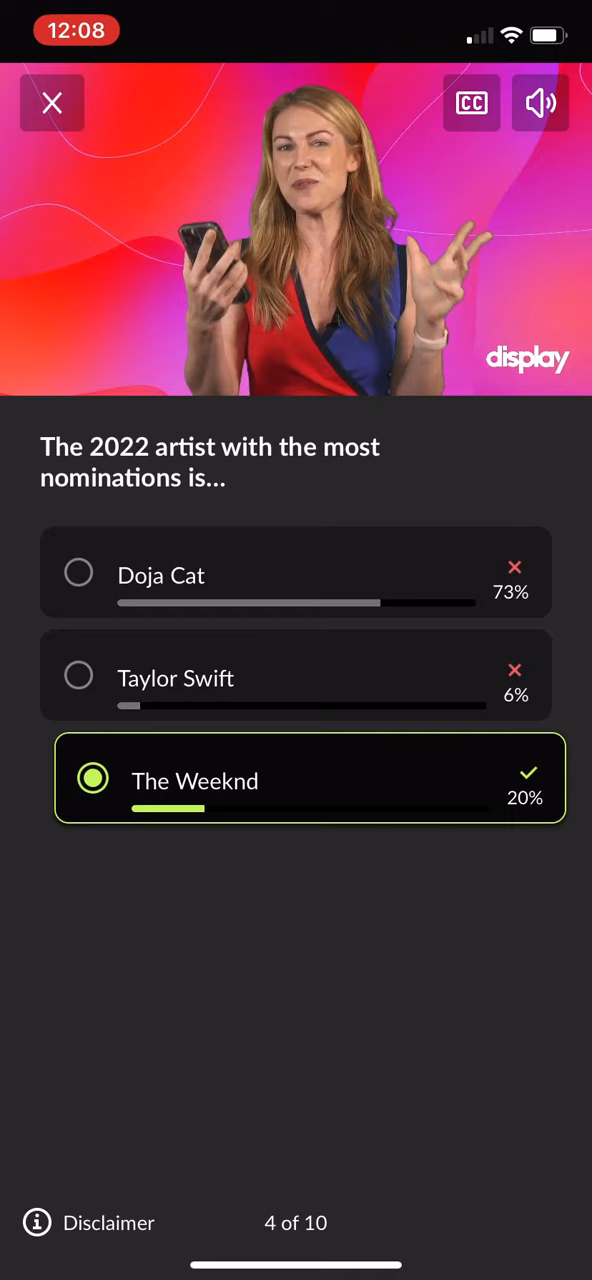 12:08
CC
display
The 2022 artist with the most
nominations is...
Doja Cat
73%
Taylor Swift
6%
The Weeknd
20%
Disclaimer
4 of 10